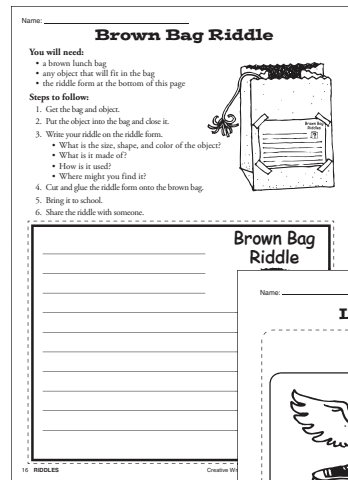 Name:
Brown Bag Riddle
You will need:
• a brown lunch bag
• any object that will fit in the bag
• the riddle form at the bottom of this page
Steps to follow:
1. Get the bag and object.
2. Put the object into the bag and close it.
3. Write your riddle on the riddle form.
• What is the size, shape, and color of the object?
• What is it made of?
• How is it used?
• Where might you find it?
4. Cut and glue the riddle form onto the brown bag.
5. Bring it to school.
6. Share the riddle with someone.
Brown Bag
Riddles
?
Brown Bag
Riddle
Name:
L
16 RIDDLES
Creative Wr